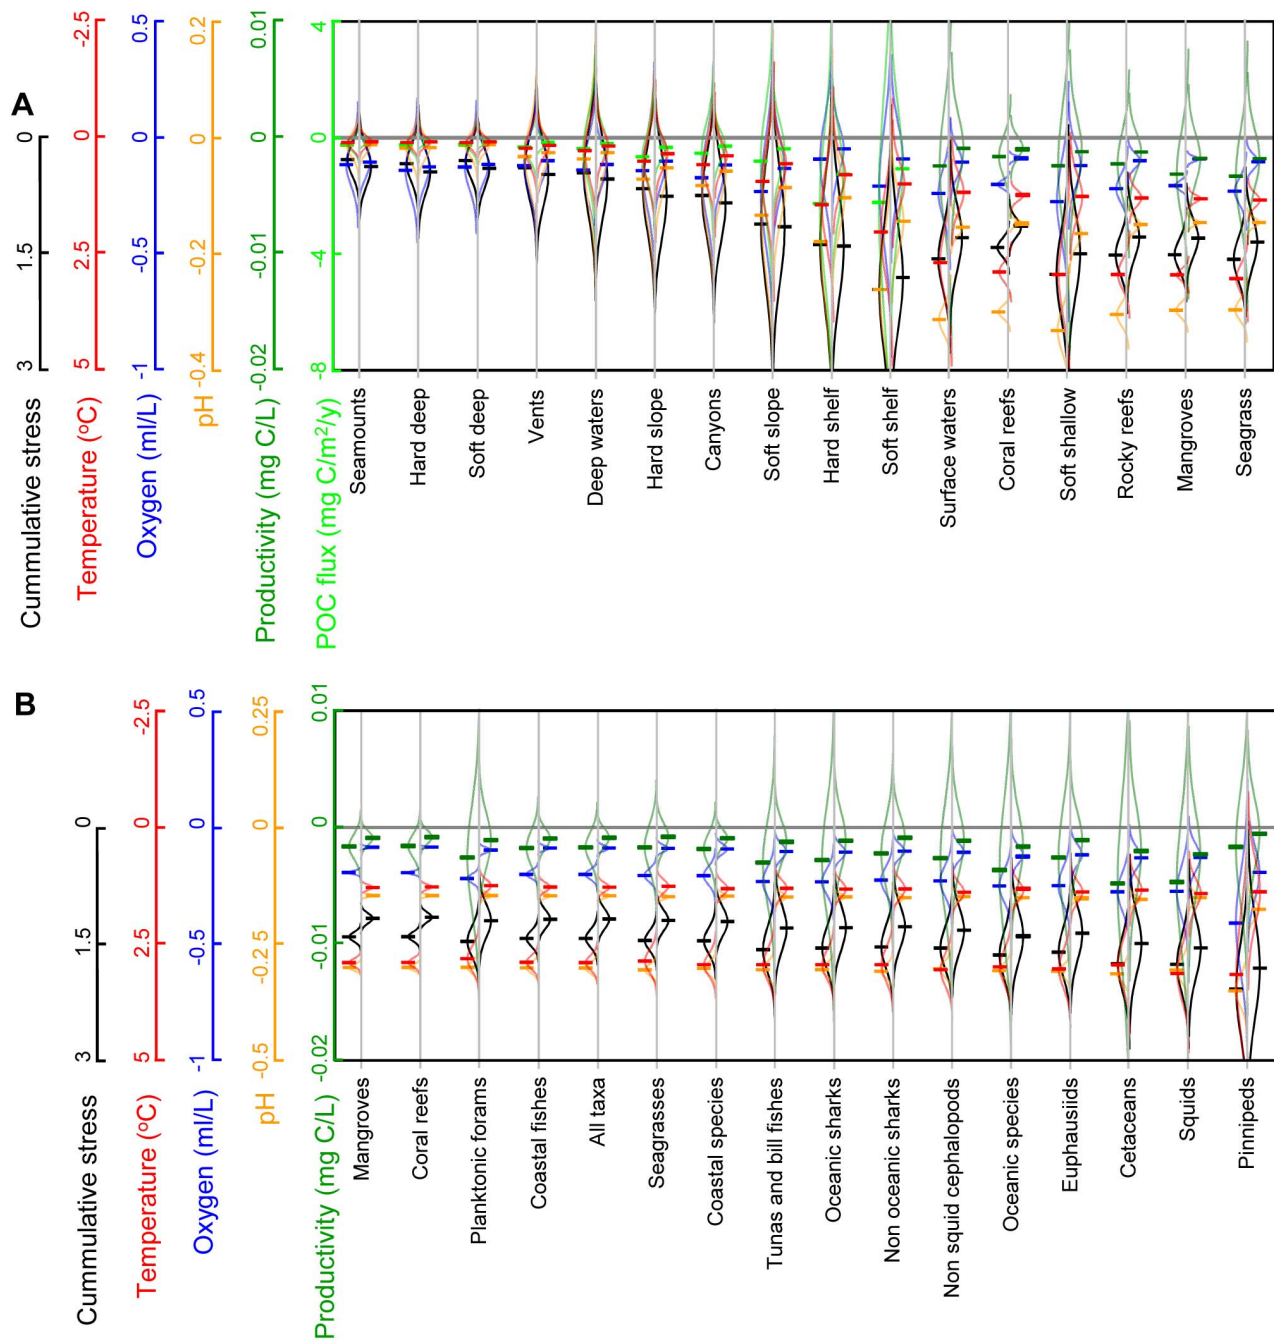 A
0
1.5
3
Cummulative stress
-2.5
0
2.5
5
Temperature (°C)
0.5
0
-0.5
-1
Oxygen (ml/L)
0.2
0
-0.2
-0.4
pH
0.01
0
-0.01
-0.02
Productivity (mg C/L)
4
0
-4
-8
POC flux (mg C/m²/y)
Seamounts
Hard deep
Soft deep
Vents
Deep waters
Hard slope
Canyons
Soft slope
Hard shelf
Soft shelf
Surface waters
Coral reefs
Soft shallow
Rocky reefs
Mangroves
Seagrass
B
0
1.5
3
Cummulative stress
-2.5
0
2.5
5
Temperature (°C)
0.5
0
-0.5
-1
Oxygen (ml/L)
0.25
0
-0.25
-0.5
pH
0.01
0
-0.01
-0.02
Productivity (mg C/L)
Mangroves
Coral reefs
Planktonic forams
Coastal fishes
All taxa
Seagrasses
Coastal species
Tunas and bill fishes
Oceanic sharks
Non oceanic sharks
Non squid cephalopods
Oceanic species
Euphausiids
Cetaceans
Squids
Pinnipeds